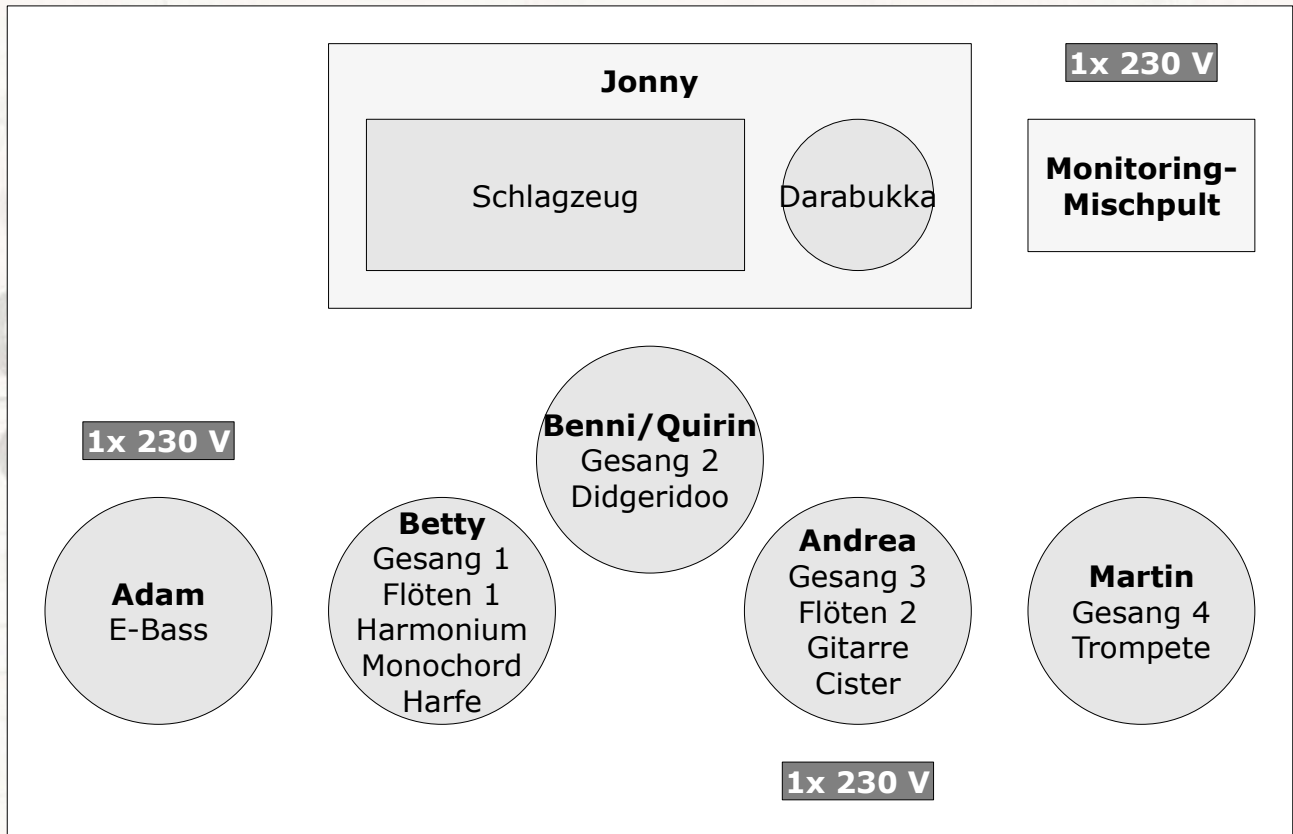 1x 230 V
Jonny
Schlagzeug
Darabukka
Monitoring-
Mischpult
Benni/Quirin
Gesang 2
Didgeridoo
1x 230 V
Adam
E-Bass
Betty
Gesang 1
Flöten 1
Harmonium
Monochord
Harfe
Andrea
Gesang 3
Flöten 2
Gitarre
Cister
Martin
Gesang 4
Trompete
1x 230 V